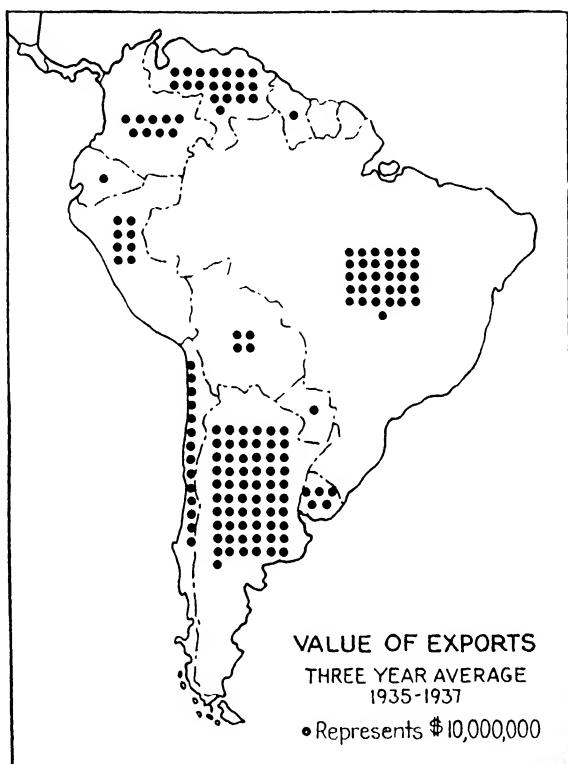 VALUE OF EXPORTS
THREE YEAR AVERAGE
1935-1937
Represents $10,000,000